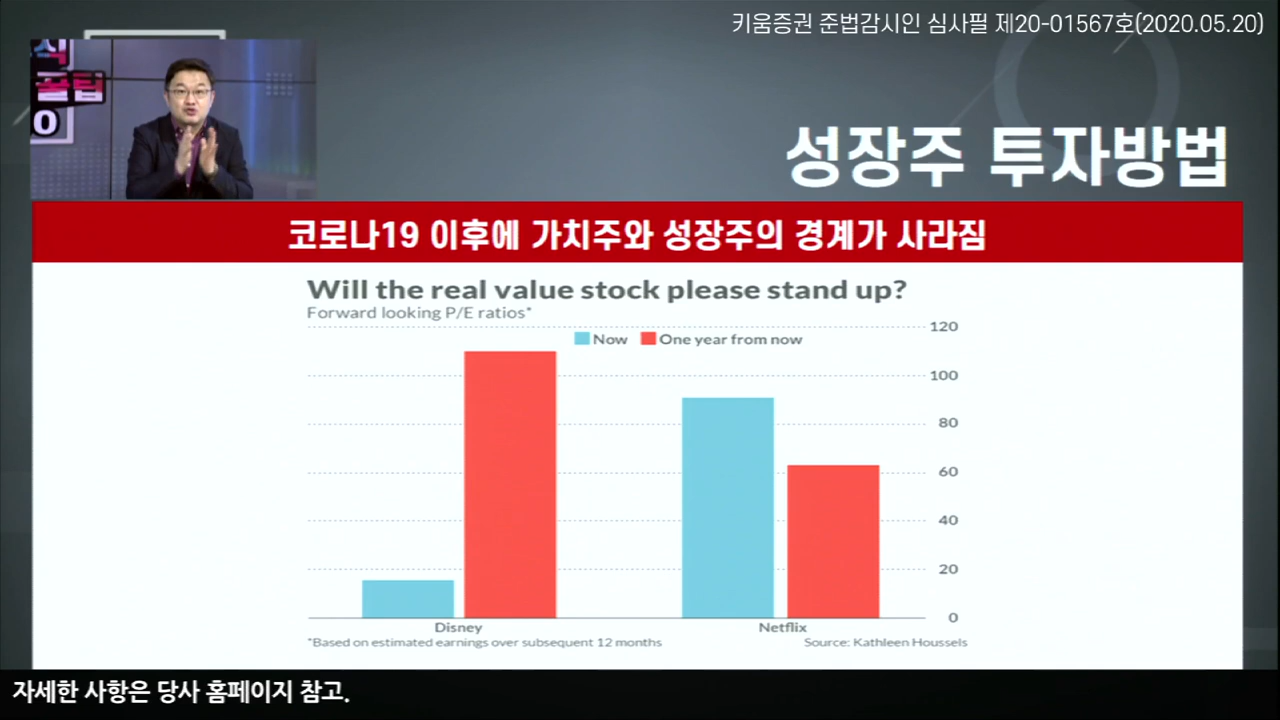 키움증권 준법감시인 심사필 제20-01567호(2020.05.20)
식
꿀팁
0
성장주 투자방법
코로나19 이후에 가치주와 성장주의 경계가 사라짐
Will the real value stock please stand up?
Forward looking P/E ratios*
Now One year from now
120
100
80
60
40
20
0
Disney Netflix
*Based on estimated earnings over subsequent 12 months Source: Kathleen Houssels
자세한 사항은 당사 홈페이지 참고.